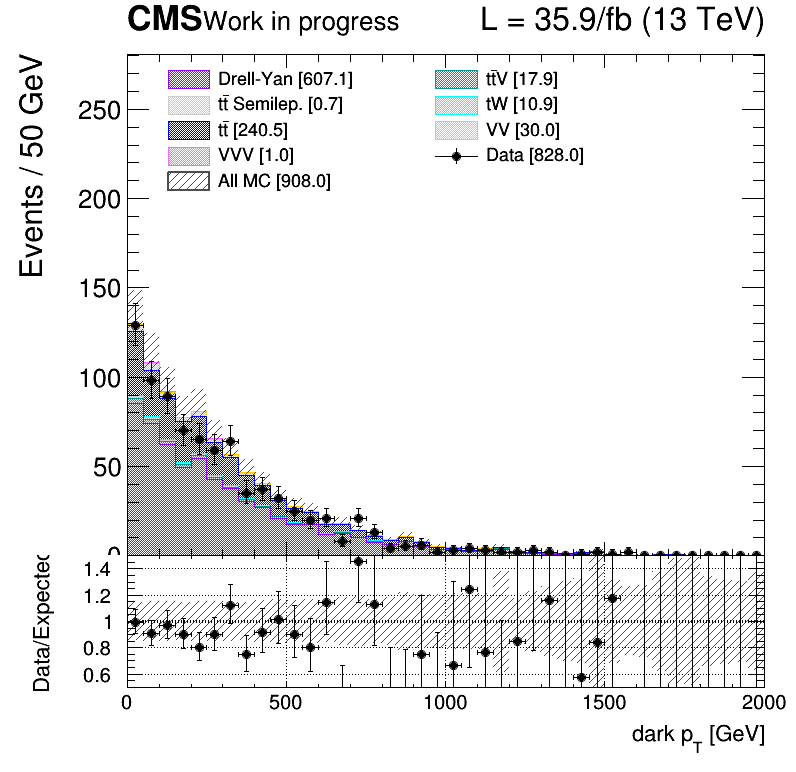 CMS Work in progress L = 35.9/fb (13 TeV)
Events / 50 GeV
250
200
150
100
50
0
Drell-Yan [607.1]
tt̄ Semilep. [0.7]
tt̄ [240.5]
VVV [1.0]
All MC [908.0]
tt̄V [17.9]
tW [10.9]
VV [30.0]
Data [828.0]
Data/Expected
1.4
1.2
1
0.8
0.6
0 500 1000 1500 2000
dark p_T [GeV]